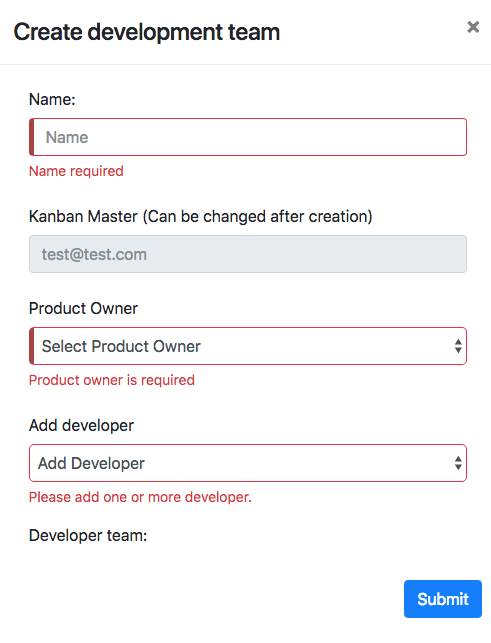 Create development team
×
Name:
Name
Name required
Kanban Master (Can be changed after creation)
test@test.com
Product Owner
Select Product Owner
Product owner is required
Add developer
Add Developer
Please add one or more developer.
Developer team:
Submit